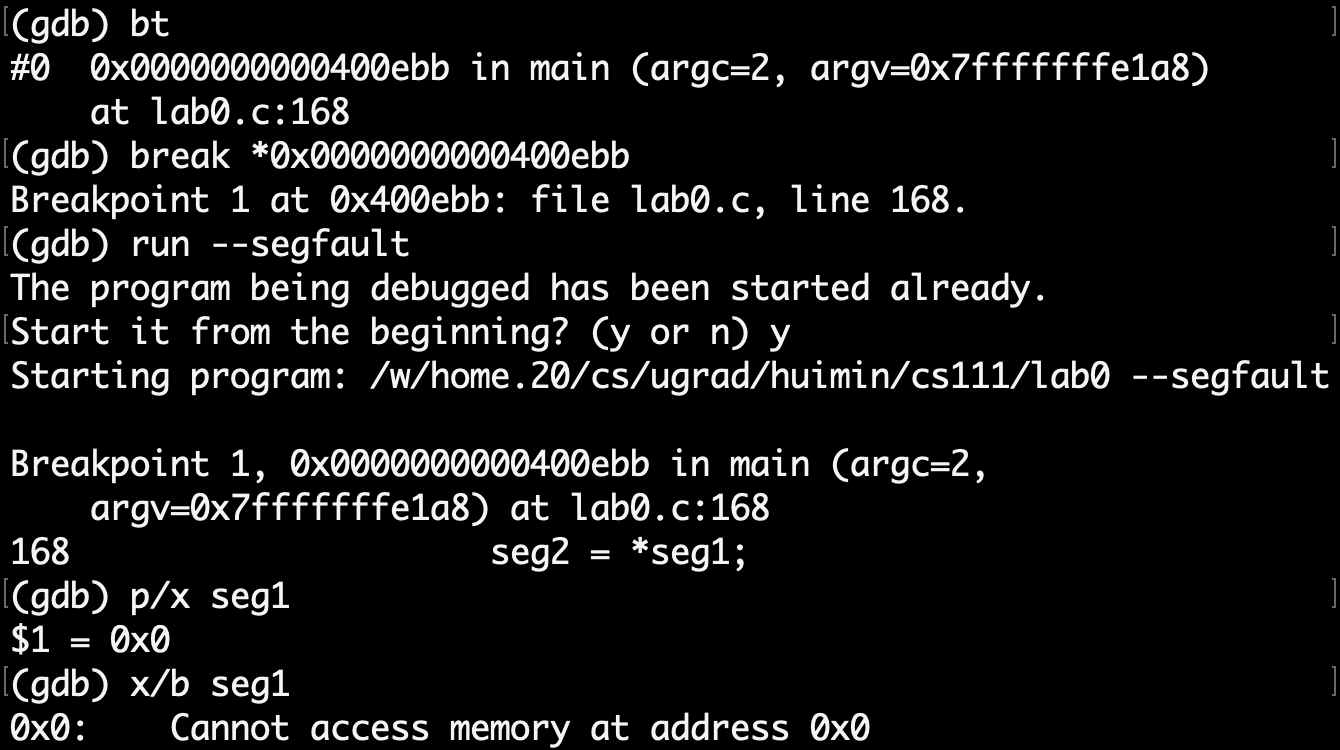 (gdb) bt
#0  0x0000000000400ebb in main (argc=2, argv=0x7fffffffe1a8)
    at lab0.c:168
(gdb) break *0x0000000000400ebb
Breakpoint 1 at 0x400ebb: file lab0.c, line 168.
(gdb) run --segfault
The program being debugged has been started already.
Start it from the beginning? (y or n) y
Starting program: /w/home.20/cs/ugrad/huimin/cs111/lab0 --segfault

Breakpoint 1, 0x0000000000400ebb in main (argc=2,
    argv=0x7fffffffe1a8) at lab0.c:168
168                     seg2 = *seg1;
(gdb) p/x seg1
$1 = 0x0
(gdb) x/b seg1
0x0:    Cannot access memory at address 0x0